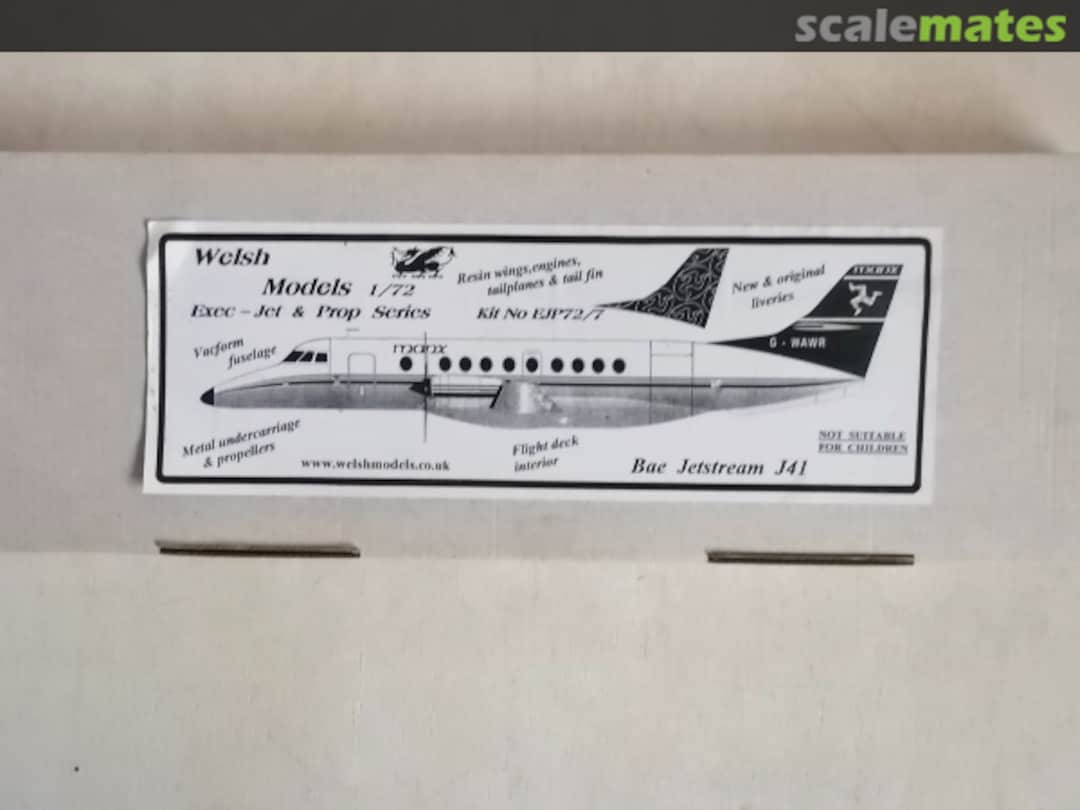 scalemates
Welsh
Models 1/72
Exec - Jet & Prop Series
Resin wings,engines,
tailplanes & tail fin
Kit No EJP72/7
New & original
liveries
manx
G - WAWR
Vacform
fuselage
manx
Metal undercarriage
& propellers
www.welshmodels.co.uk
Flight deck
interior
Bae Jetstream J41
NOT SUITABLE
FOR CHILDREN